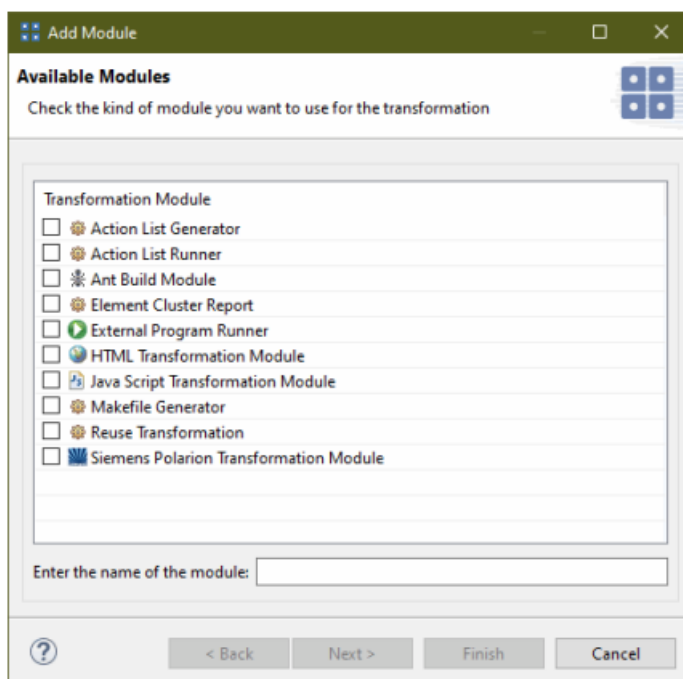 Add Module
Available Modules
Check the kind of module you want to use for the transformation
Transformation Module
Action List Generator
Action List Runner
Ant Build Module
Element Cluster Report
External Program Runner
HTML Transformation Module
Java Script Transformation Module
Makefile Generator
Reuse Transformation
Siemens Polarion Transformation Module
Enter the name of the module:
? < Back Next > Finish Cancel